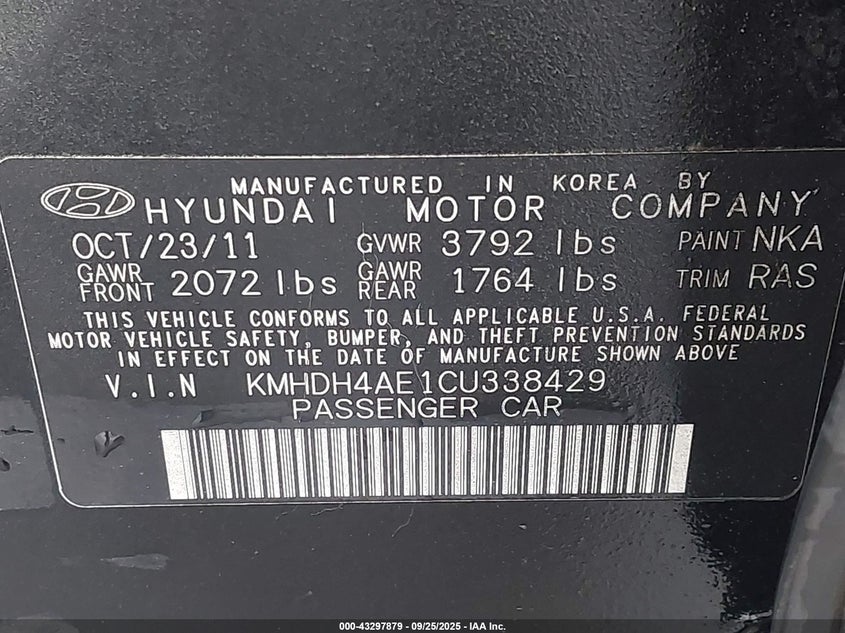 MANUFACTURED IN KOREA BY
HYUNDAI MOTOR COMPANY
OCT/23/11 GVWR 3792 lbs PAINT NKA
GAWR FRONT 2072 lbs GAWR REAR 1764 lbs TRIM RAS
THIS VEHICLE CONFORMS TO ALL APPLICABLE U.S.A. FEDERAL
MOTOR VEHICLE SAFETY, BUMPER, AND THEFT PREVENTION STANDARDS
IN EFFECT ON THE DATE OF MANUFACTURE SHOWN ABOVE
V.I.N KMHDH4AE1CU338429
PASSENGER CAR
000-43297879 - 09/25/2025 - IAA Inc.